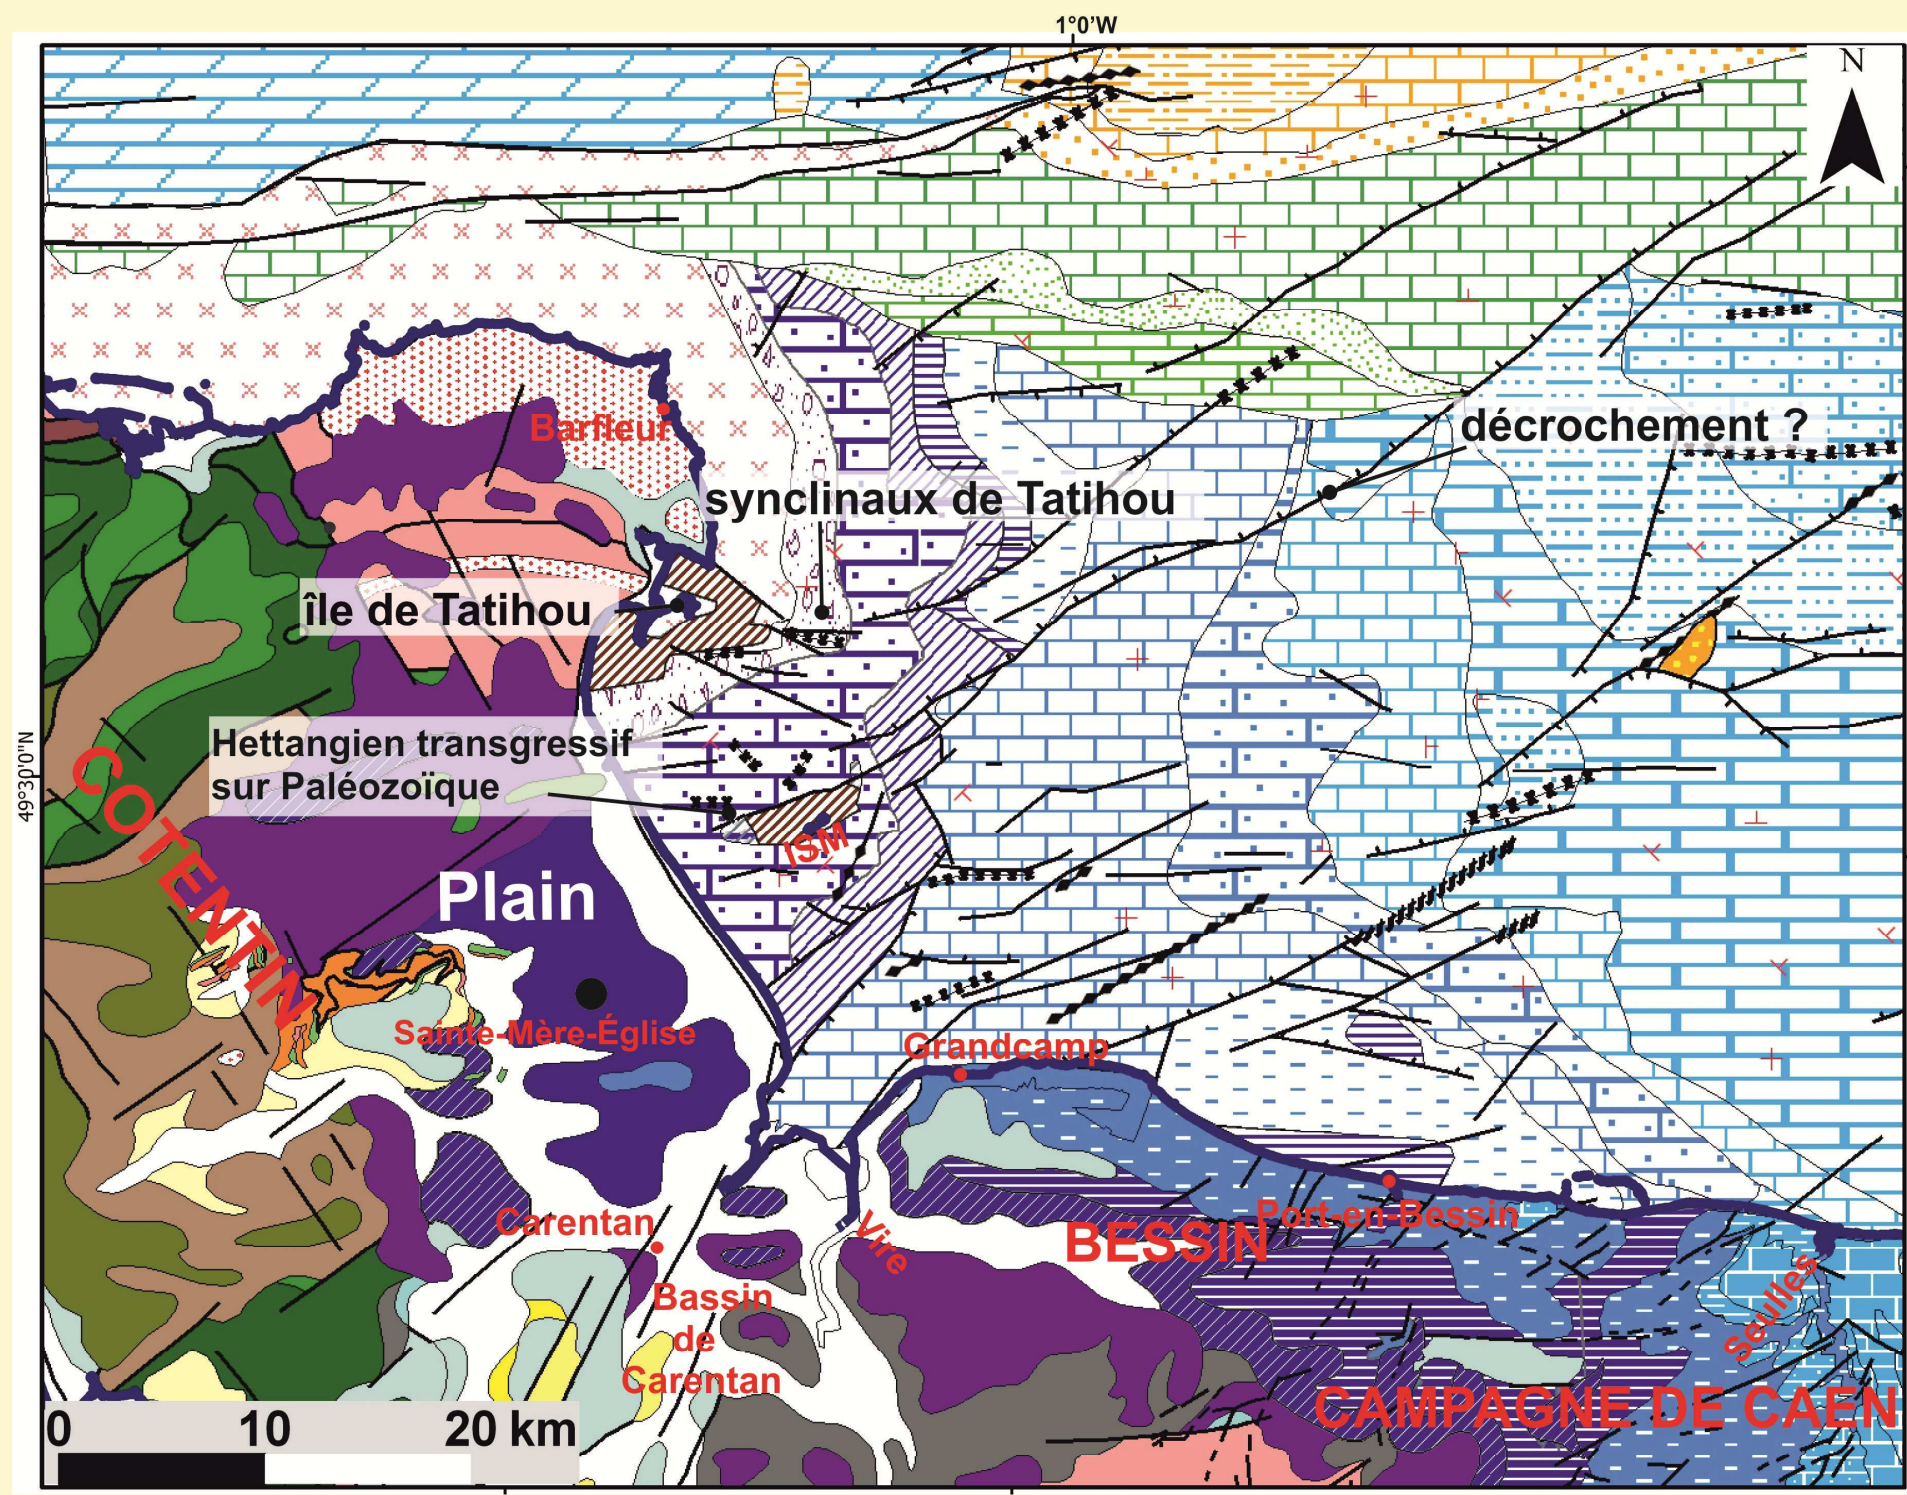 1°0'W
N
Barfleur
décrochement ?
synclinaux de Tatihou
île de Tatihou
Hettangien transgressif
sur Paléozoïque
49°30'0"N
COTENTIN
ISM
Plain
Sainte-Mère-Église
Grandcamp
Carentan
Vire
BESSIN
Port-en-Bessin
Bassin
de
Carentan
Seulles
CAMPAGNE DE CAEN
0 10 20 km